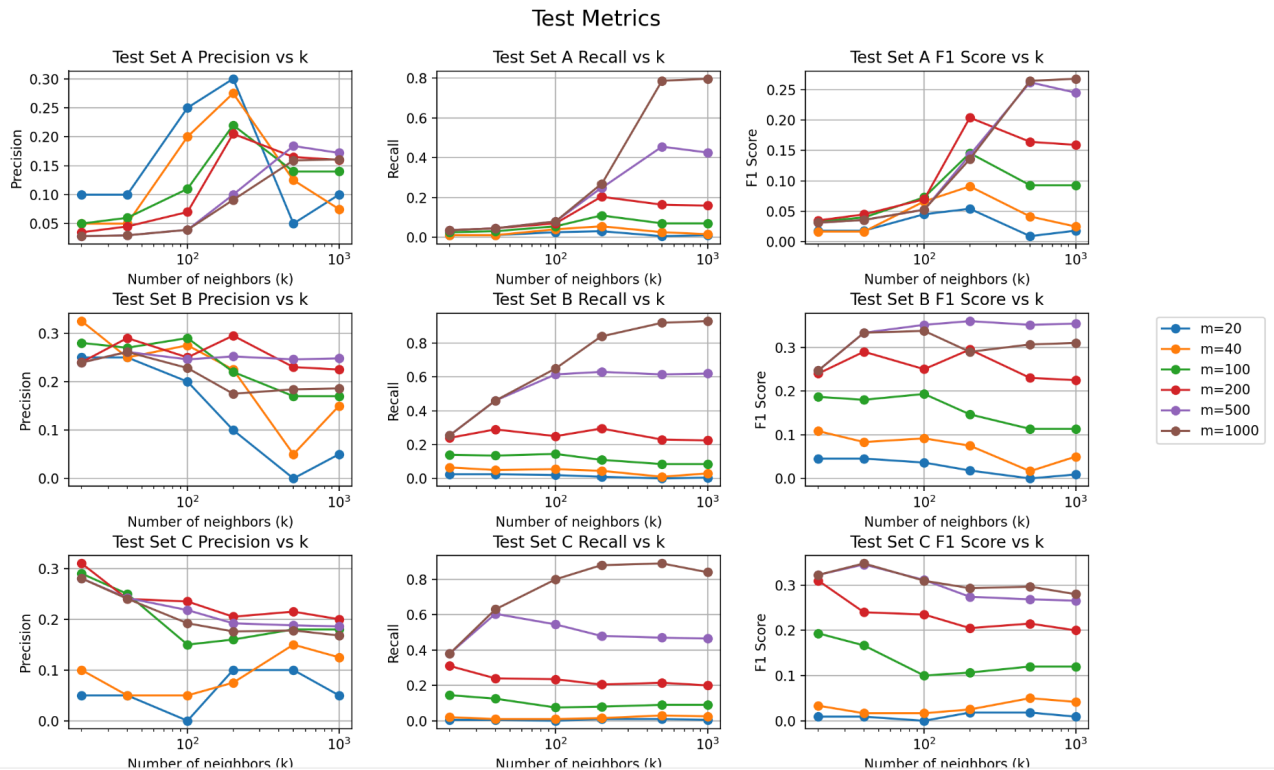 Test Metrics
Test Set A Precision vs k
Test Set A Recall vs k
Test Set A F1 Score vs k
Precision
0.30
0.25
0.20
0.15
0.10
0.05
10²
10³
Number of neighbors (k)
Recall
0.8
0.6
0.4
0.2
0.0
10²
10³
Number of neighbors (k)
F1 Score
0.25
0.20
0.15
0.10
0.05
0.00
10²
10³
Number of neighbors (k)
Test Set B Precision vs k
Test Set B Recall vs k
Test Set B F1 Score vs k
Precision
0.3
0.2
0.1
0.0
10²
10³
Number of neighbors (k)
Recall
0.8
0.6
0.4
0.2
0.0
10²
10³
Number of neighbors (k)
F1 Score
0.3
0.2
0.1
0.0
10²
10³
Number of neighbors (k)
m=20
m=40
m=100
m=200
m=500
m=1000
Test Set C Precision vs k
Test Set C Recall vs k
Test Set C F1 Score vs k
Precision
0.3
0.2
0.1
0.0
10²
10³
Number of neighbors (k)
Recall
0.8
0.6
0.4
0.2
0.0
10²
10³
Number of neighbors (k)
F1 Score
0.3
0.2
0.1
0.0
10²
10³
Number of neighbors (k)